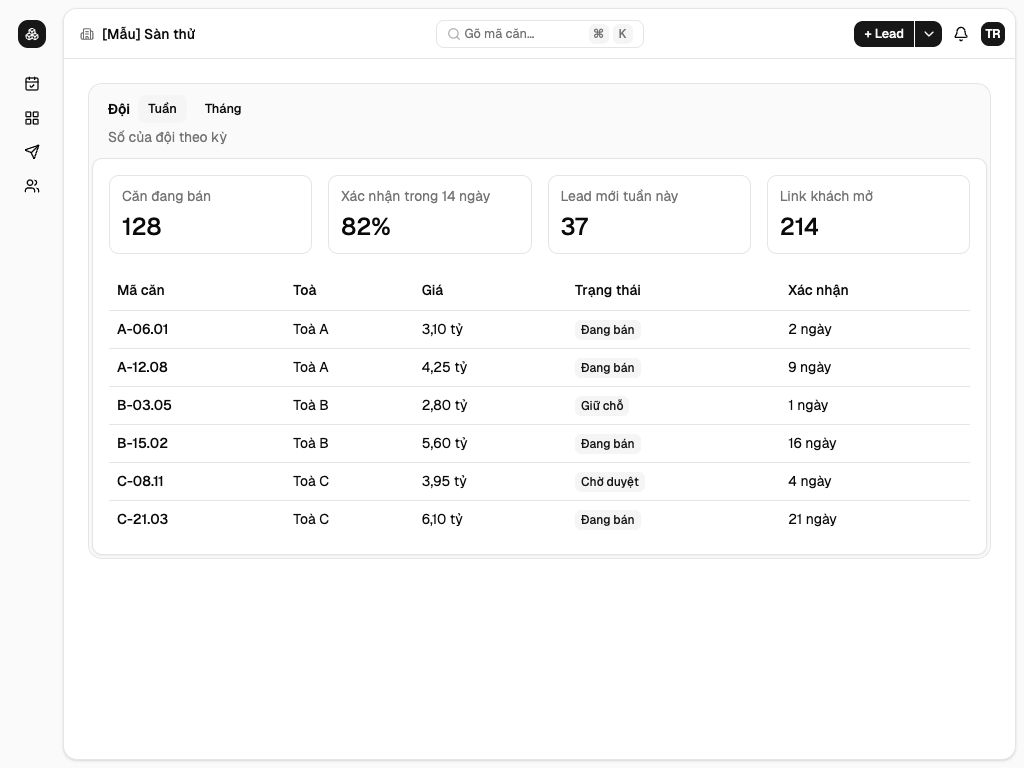 [Mẫu] Sàn thử
Gõ mã căn... ⌘ K
+ Lead
TR
Đội Tuần Tháng
Số của đội theo kỳ
Căn đang bán
128
Xác nhận trong 14 ngày
82%
Lead mới tuần này
37
Link khách mở
214
Mã căn Toà Giá Trạng thái Xác nhận
A-06.01 Toà A 3,10 tỷ Đang bán 2 ngày
A-12.08 Toà A 4,25 tỷ Đang bán 9 ngày
B-03.05 Toà B 2,80 tỷ Giữ chỗ 1 ngày
B-15.02 Toà B 5,60 tỷ Đang bán 16 ngày
C-08.11 Toà C 3,95 tỷ Chờ duyệt 4 ngày
C-21.03 Toà C 6,10 tỷ Đang bán 21 ngày